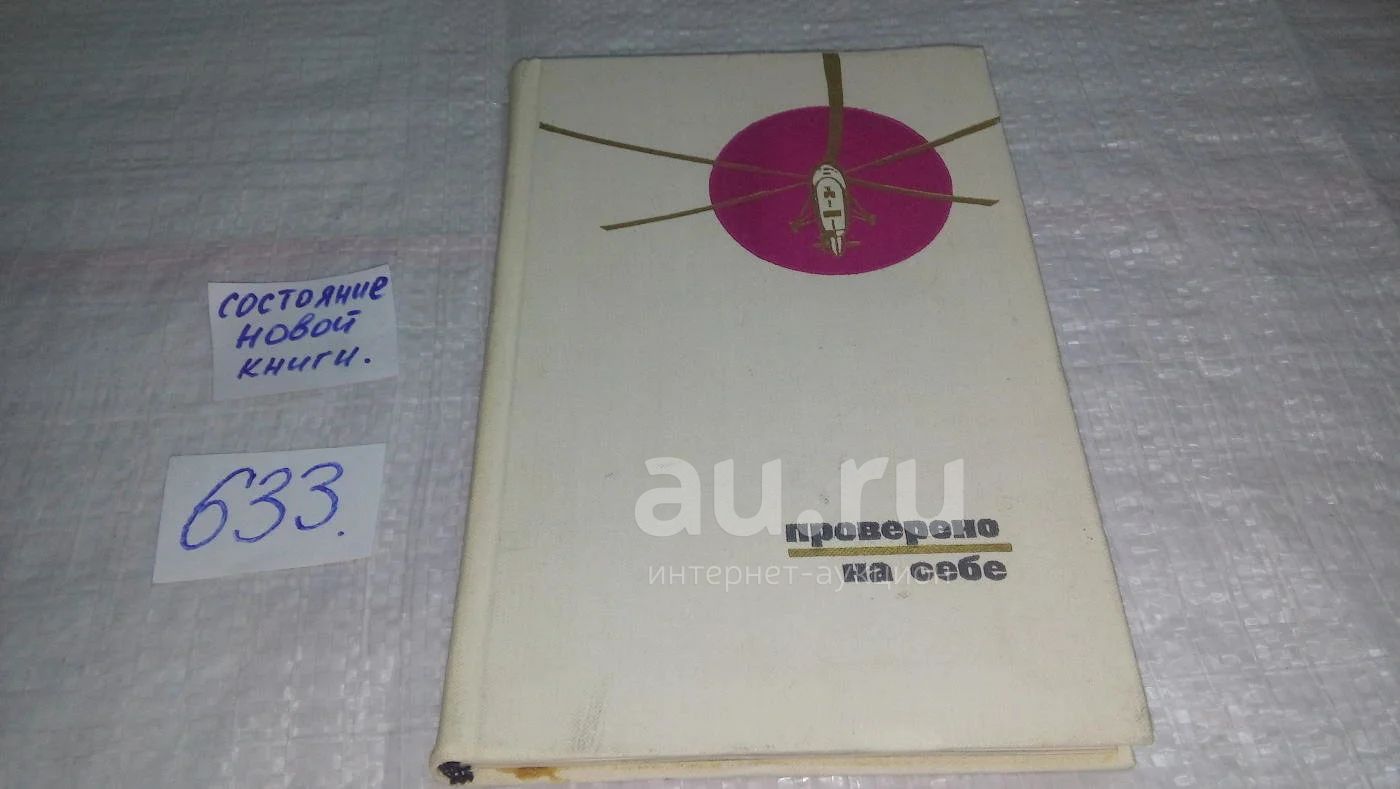 состояние
новой
книги.
633.
au.ru
проверено
интернет-аукцион
на себе